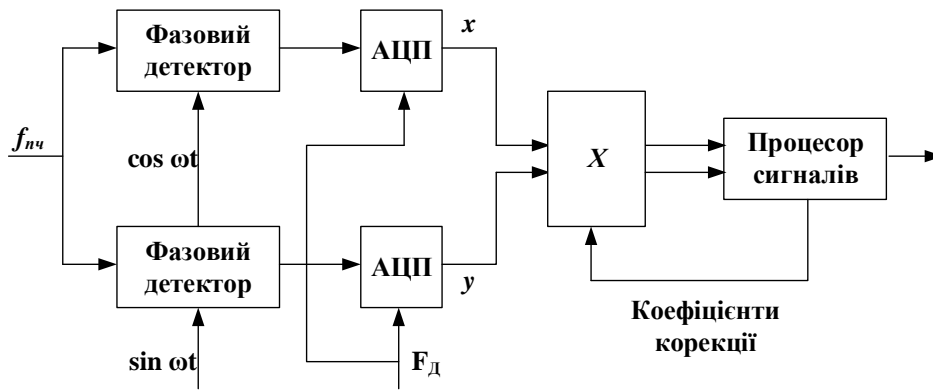 Фазовий
детектор
АЦП
x
f_пч
cos ωt
X
Процесор
сигналів
Фазовий
детектор
АЦП
y
Коефіцієнти
корекції
sin ωt
F_Д